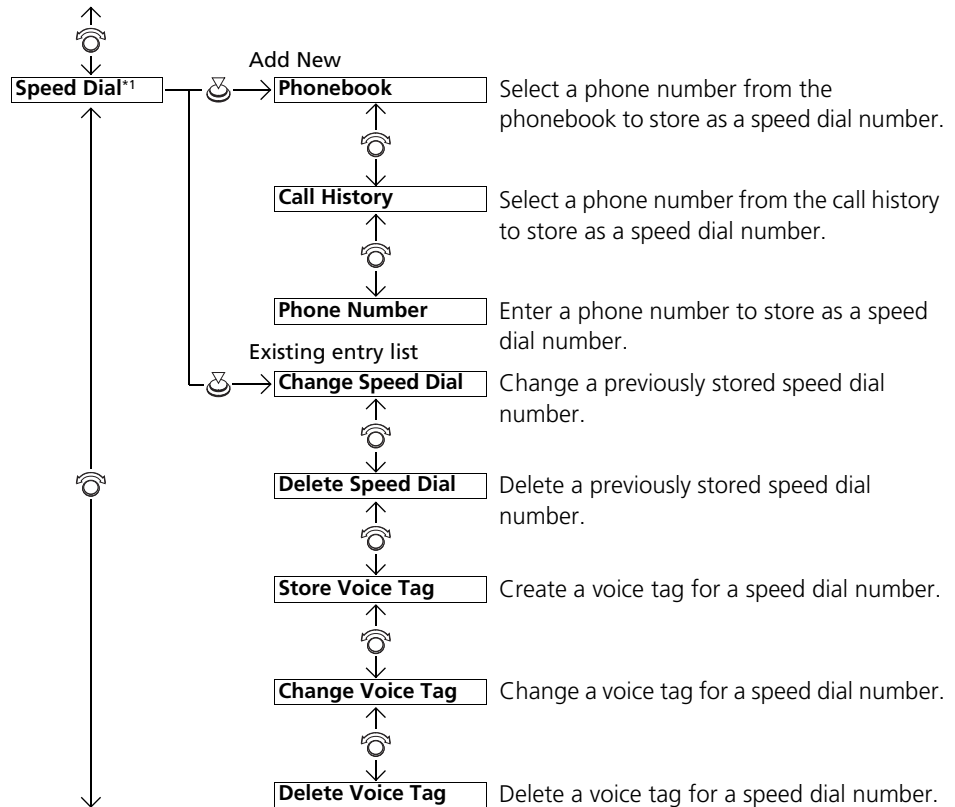 Add New
Speed Dial*1
Phonebook
Select a phone number from the
phonebook to store as a speed dial number.
Call History
Select a phone number from the call history
to store as a speed dial number.
Phone Number
Enter a phone number to store as a speed
dial number.
Existing entry list
Change Speed Dial
Change a previously stored speed dial
number.
Delete Speed Dial
Delete a previously stored speed dial
number.
Store Voice Tag
Create a voice tag for a speed dial number.
Change Voice Tag
Change a voice tag for a speed dial number.
Delete Voice Tag
Delete a voice tag for a speed dial number.